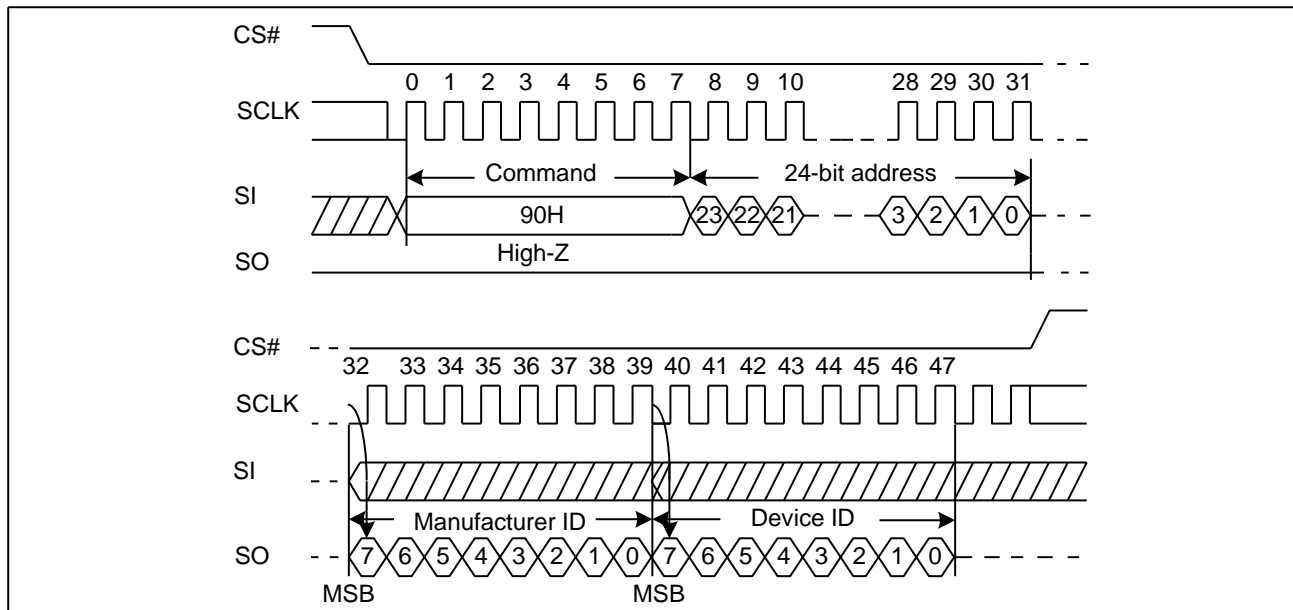 CS#
0 1 2 3 4 5 6 7 8 9 10 28 29 30 31
SCLK
Command 24-bit address
SI
90H 23 22 21 3 2 1 0
High-Z
SO
CS#
32 33 34 35 36 37 38 39 40 41 42 43 44 45 46 47
SCLK
SI
Manufacturer ID Device ID
SO 7 6 5 4 3 2 1 0 7 6 5 4 3 2 1 0
MSB MSB